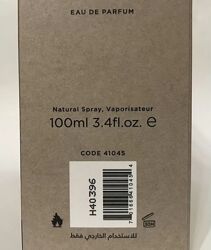 EAU DE PARFUM
Natural Spray, Vaporisateur
100ml 3.4fl.oz. e
CODE 41045
H40396
للاستخدام الخارجي فقط